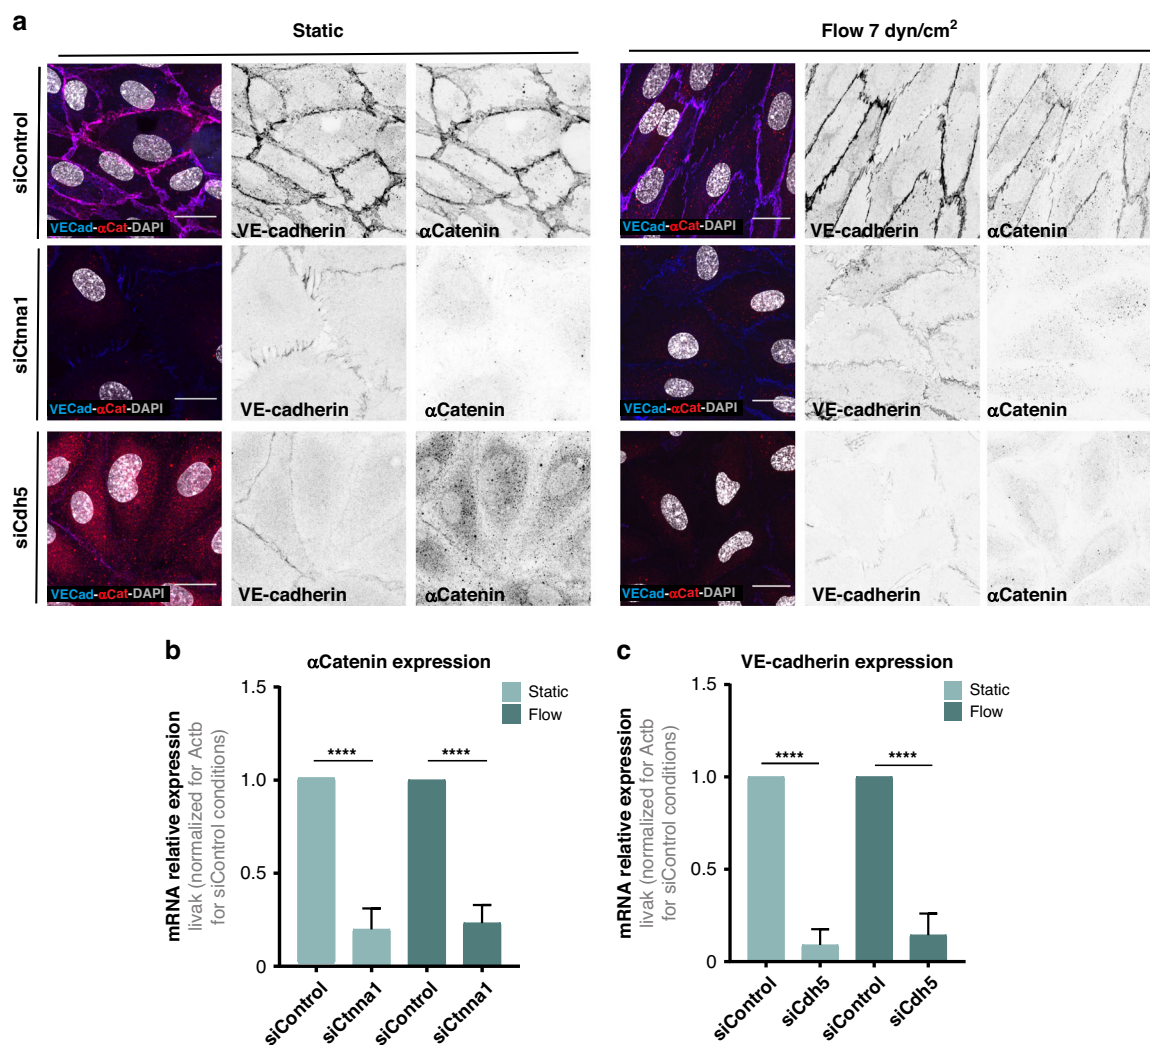 a
Static
Flow 7 dyn/cm²
siControl
VECad-αCat-DAPI
VE-cadherin
αCatenin
VECad-αCat-DAPI
VE-cadherin
αCatenin
siCtnna1
VECad-αCat-DAPI
VE-cadherin
αCatenin
VECad-αCat-DAPI
VE-cadherin
αCatenin
siCdh5
VECad-αCat-DAPI
VE-cadherin
αCatenin
VECad-αCat-DAPI
VE-cadherin
αCatenin
b
αCatenin expression
Static
Flow
mRNA relative expression
livak (normalized for Actb
for siControl conditions)
1.5
1.0
0.5
0
****
****
siControl
siCtnna1
siControl
siCtnna1
c
VE-cadherin expression
Static
Flow
mRNA relative expression
livak (normalized for Actb
for siControl conditions)
1.5
1.0
0.5
0
****
****
siControl
siCdh5
siControl
siCdh5